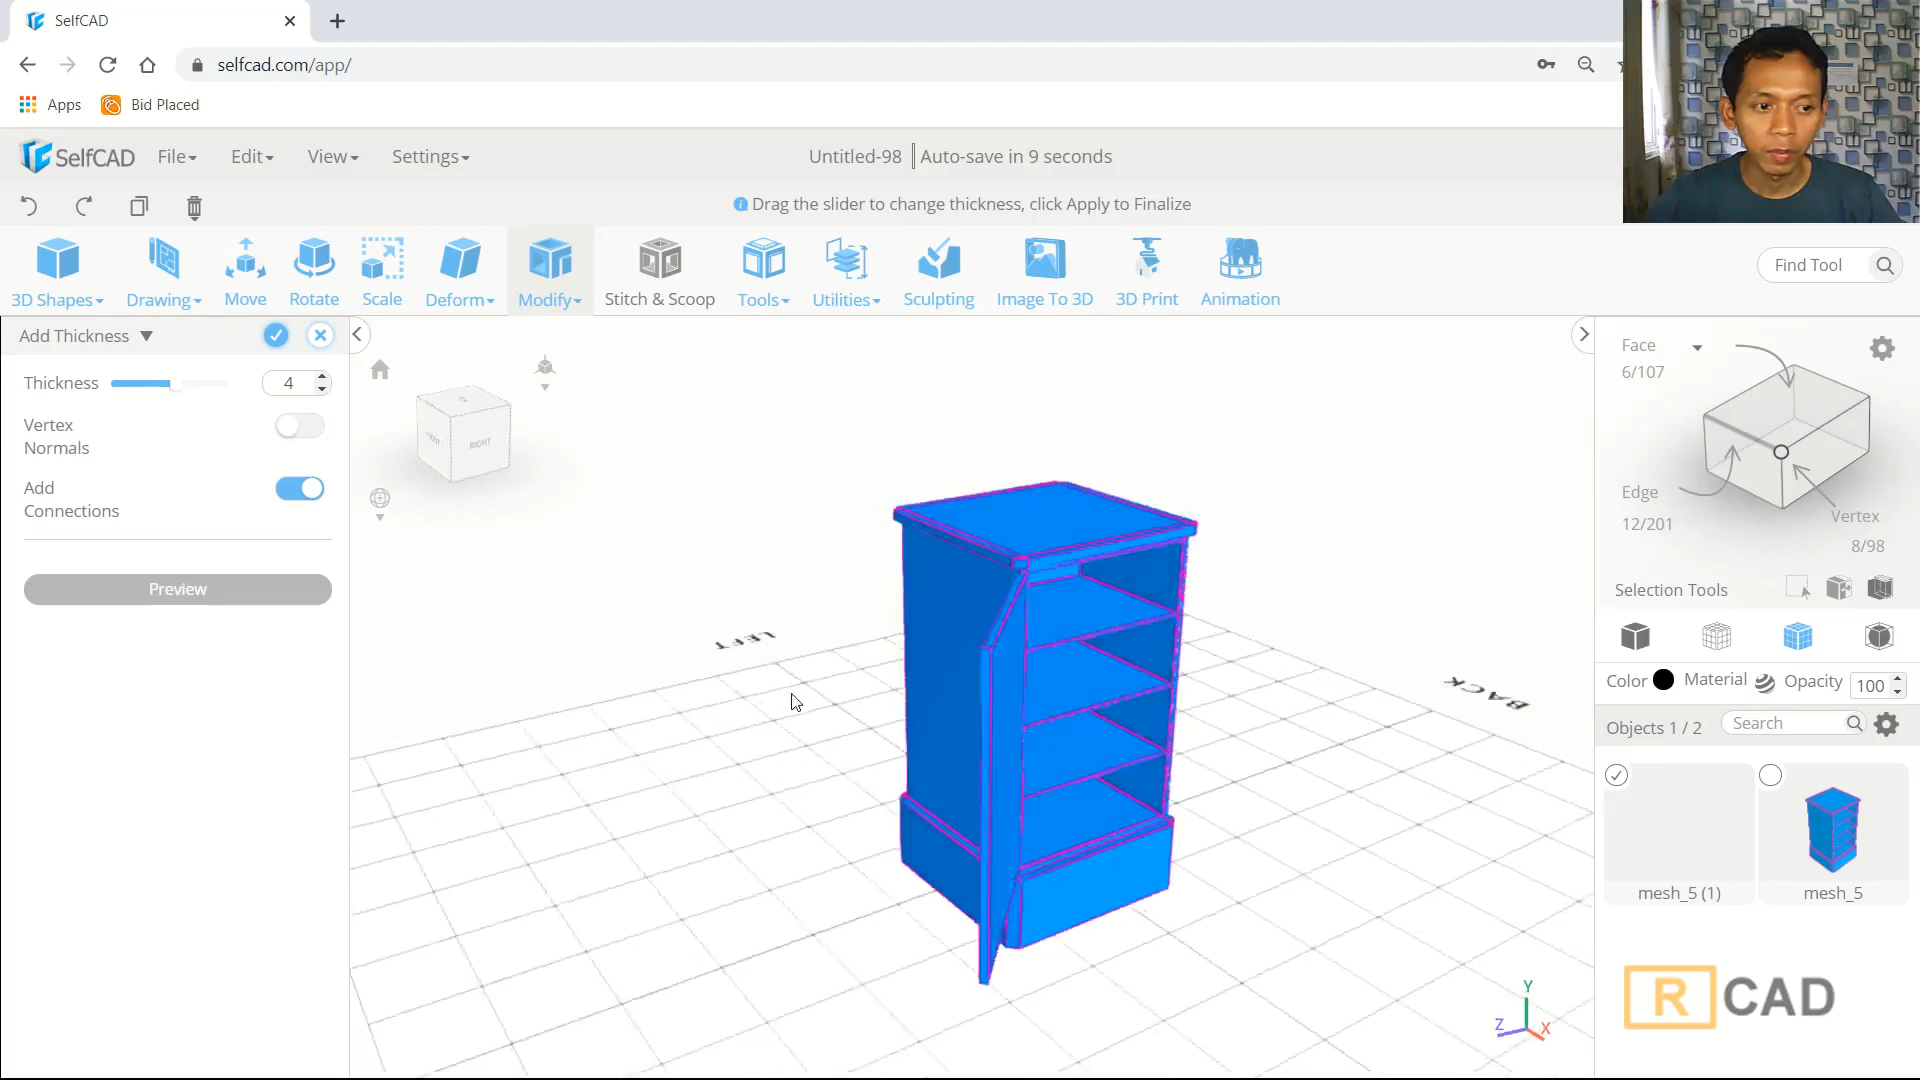 SelfCAD
selfcad.com/app/
Apps
Bid Placed
SelfCAD
File
Edit
View
Settings
Untitled-98
Auto-save in 9 seconds
Drag the slider to change thickness, click Apply to Finalize
3D Shapes
Drawing
Move
Rotate
Scale
Deform
Modify
Stitch & Scoop
Tools
Utilities
Sculpting
Image To 3D
3D Print
Animation
Find Tool
Add Thickness
Thickness
4
Vertex
Normals
Add
Connections
Preview
RIGHT
LEFT
BACK
Face
6/107
Edge
12/201
Vertex
8/98
Selection Tools
Color
Material
Opacity
100
Objects 1 / 2
Search
mesh_5 (1)
mesh_5
Y
Z
X
R CAD